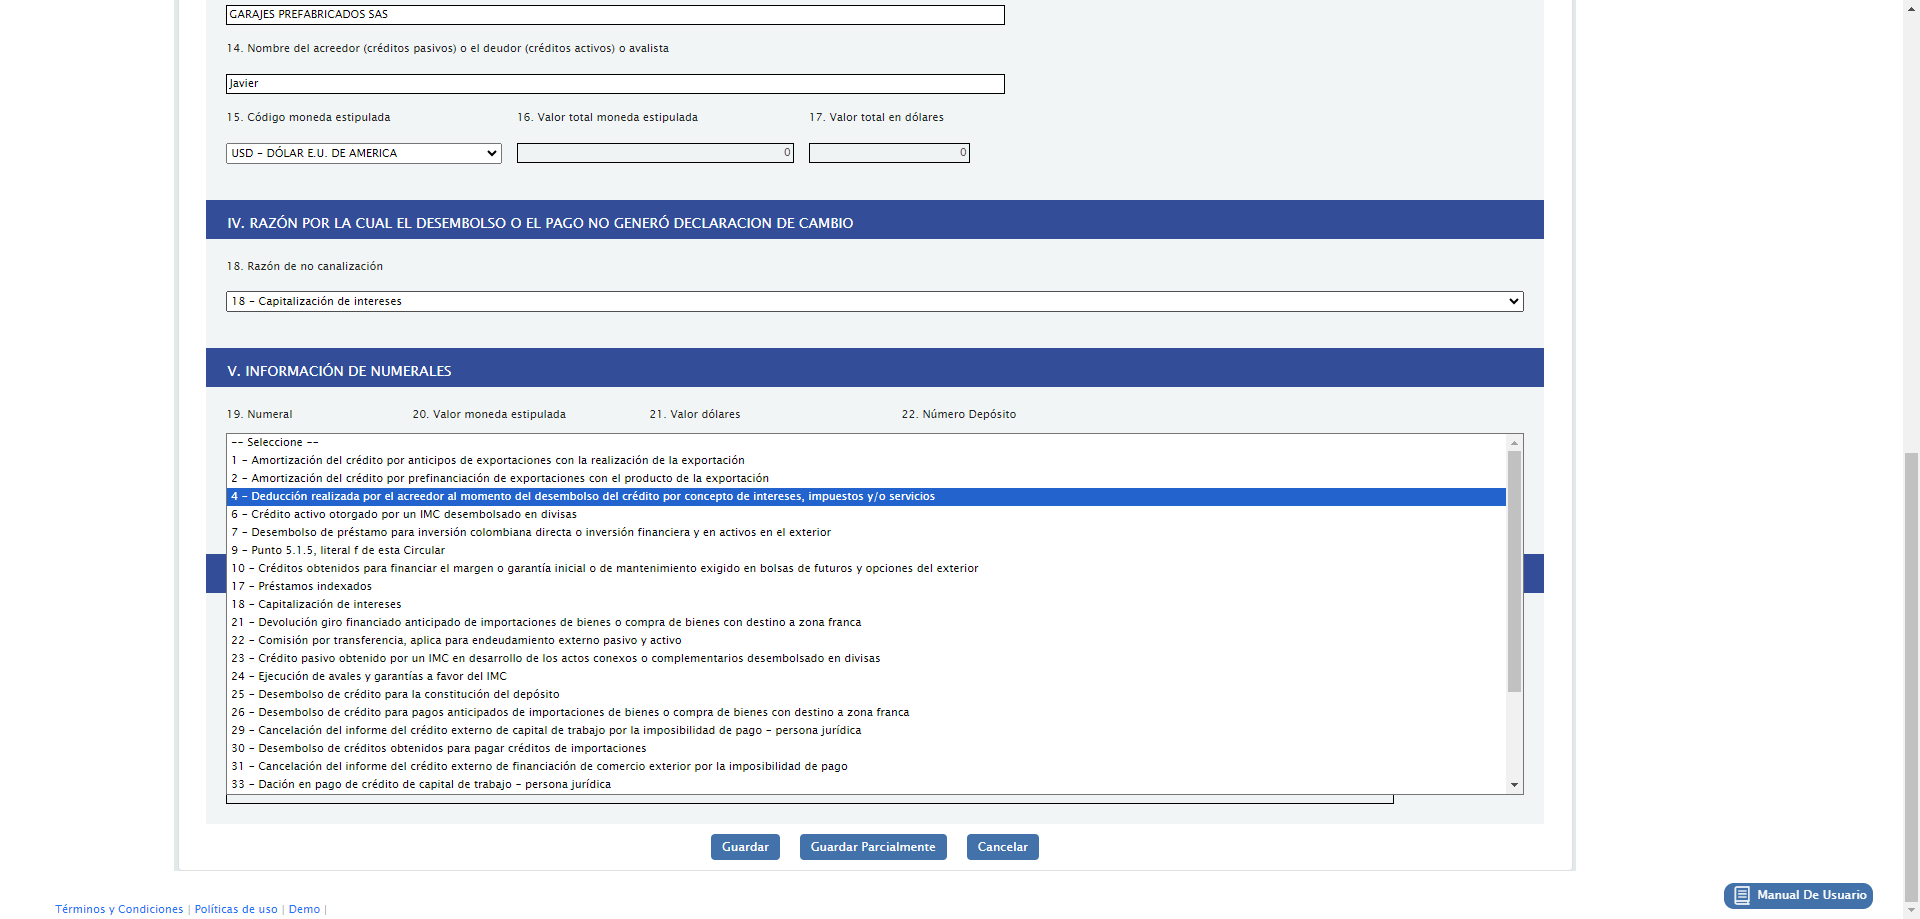 GARAJES PREFABRICADOS SAS
14. Nombre del acreedor (créditos pasivos) o el deudor (créditos activos) o avalista
Javier
15. Código moneda estipulada 16. Valor total moneda estipulada 17. Valor total en dólares
USD - DÓLAR E.U. DE AMERICA 0 0
IV. RAZÓN POR LA CUAL EL DESEMBOLSO O EL PAGO NO GENERÓ DECLARACION DE CAMBIO
18. Razón de no canalización
18 - Capitalización de intereses
V. INFORMACIÓN DE NUMERALES
19. Numeral 20. Valor moneda estipulada 21. Valor dólares 22. Número Depósito
-- Seleccione --
1 - Amortización del crédito por anticipos de exportaciones con la realización de la exportación
2 - Amortización del crédito por prefinanciación de exportaciones con el producto de la exportación
4 - Deducción realizada por el acreedor al momento del desembolso del crédito por concepto de intereses, impuestos y/o servicios
6 - Crédito activo otorgado por un IMC desembolsado en divisas
7 - Desembolso de préstamo para inversión colombiana directa o inversión financiera y en activos en el exterior
9 - Punto 5.1.5, literal f de esta Circular
10 - Créditos obtenidos para financiar el margen o garantía inicial o de mantenimiento exigido en bolsas de futuros y opciones del exterior
17 - Préstamos indexados
18 - Capitalización de intereses
21 - Devolución giro financiado anticipado de importaciones de bienes o compra de bienes con destino a zona franca
22 - Comisión por transferencia, aplica para endeudamiento externo pasivo y activo
23 - Crédito pasivo obtenido por un IMC en desarrollo de los actos conexos o complementarios desembolsado en divisas
24 - Ejecución de avales y garantías a favor del IMC
25 - Desembolso de crédito para la constitución del depósito
26 - Desembolso de crédito para pagos anticipados de importaciones de bienes o compra de bienes con destino a zona franca
29 - Cancelación del informe del crédito externo de capital de trabajo por la imposibilidad de pago - persona jurídica
30 - Desembolso de créditos obtenidos para pagar créditos de importaciones
31 - Cancelación del informe del crédito externo de financiación de comercio exterior por la imposibilidad de pago
33 - Dación en pago de crédito de capital de trabajo - persona jurídica
Guardar Guardar Parcialmente Cancelar
Manual De Usuario
Términos y Condiciones | Políticas de uso | Demo |